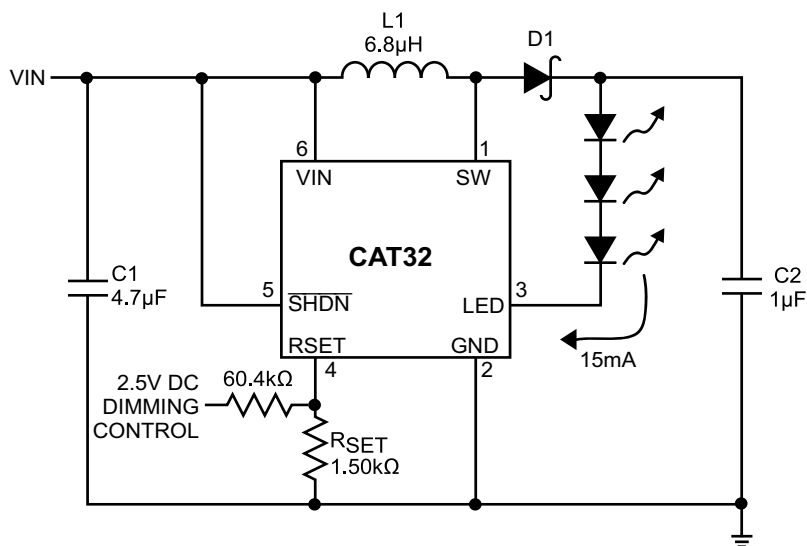 L1
6.8μH
D1
VIN
6
1
VIN
SW
CAT32
C1
4.7μF
5
SHDN
LED
3
C2
1μF
RSET
GND
4
2
15mA
2.5V DC
DIMMING
CONTROL
60.4kΩ
RSET
1.50kΩ